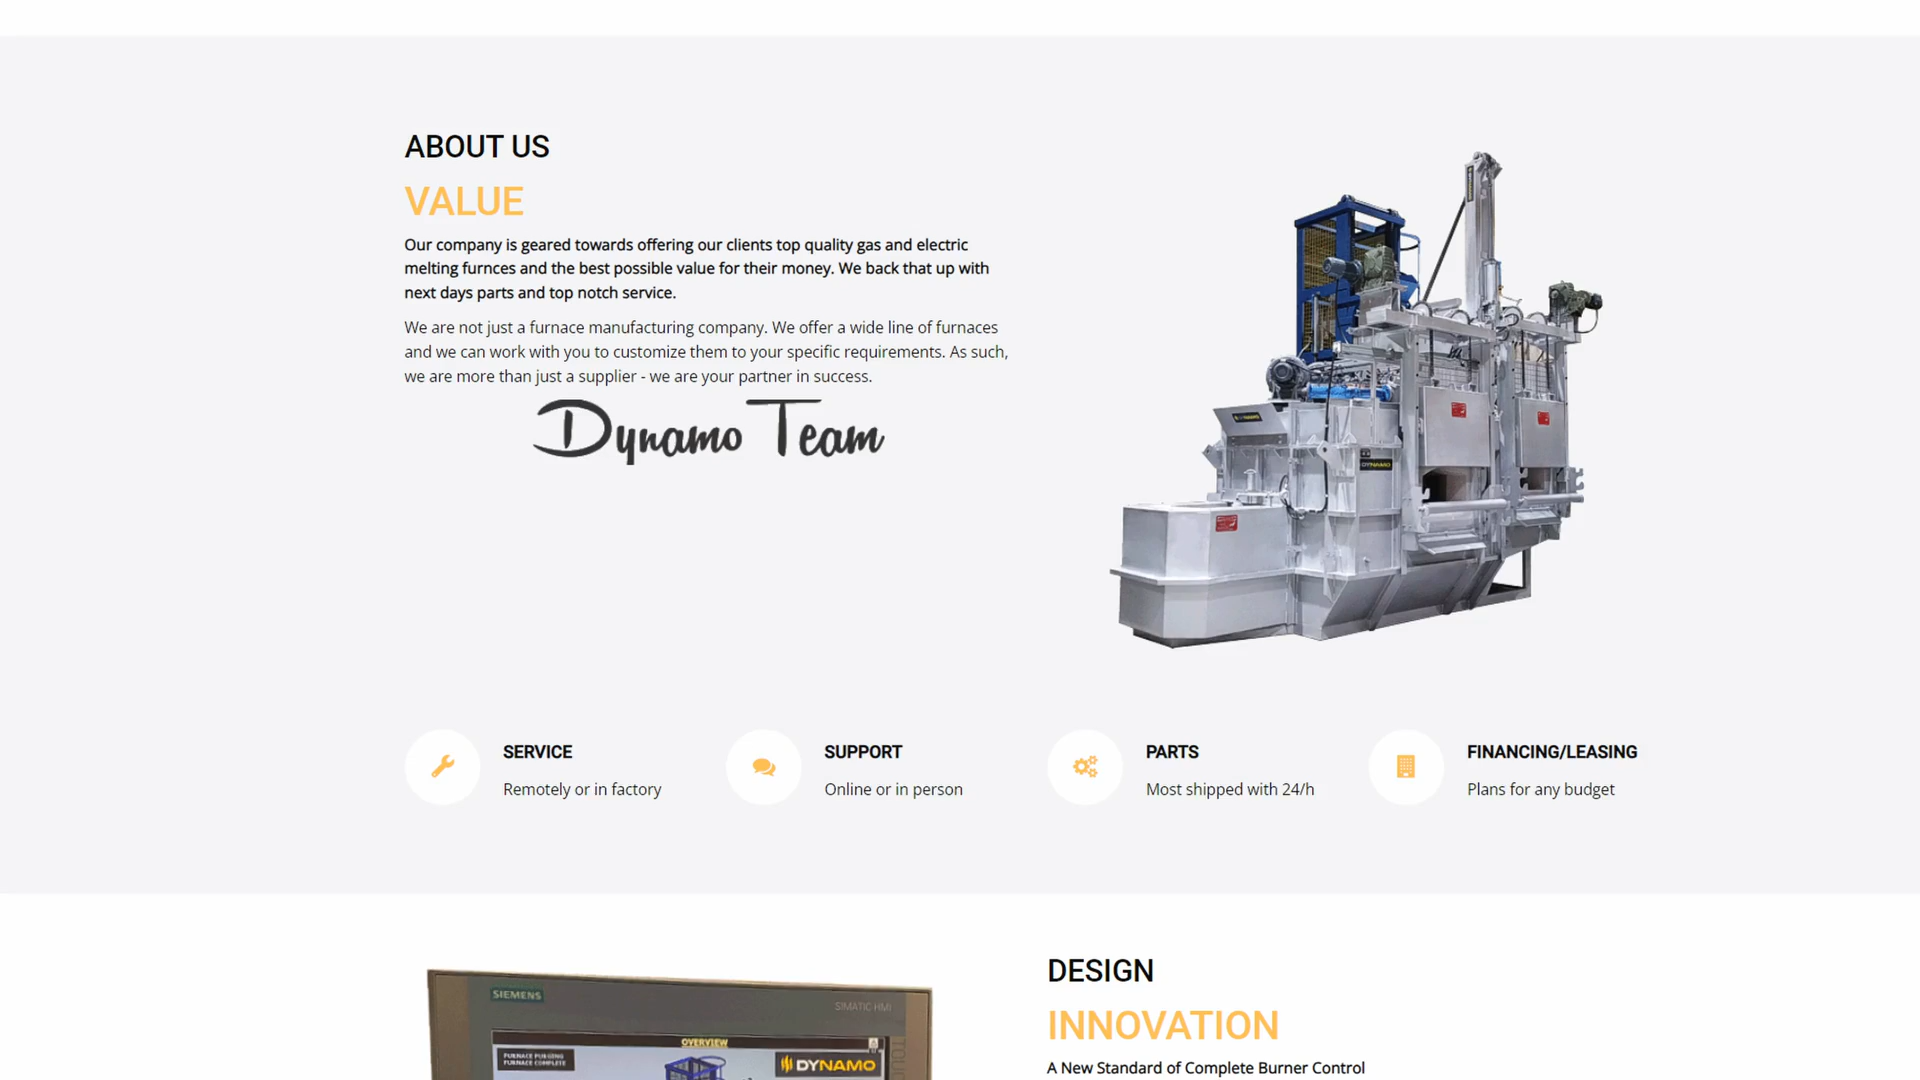 ABOUT US
VALUE
Our company is geared towards offering our clients top quality gas and electric
melting furnces and the best possible value for their money. We back that up with
next days parts and top notch service.
We are not just a furnace manufacturing company. We offer a wide line of furnaces
and we can work with you to customize them to your specific requirements. As such,
we are more than just a supplier - we are your partner in success.
Dynamo Team
DYNAMO
DYNAMO
SERVICE
Remotely or in factory
SUPPORT
Online or in person
PARTS
Most shipped with 24/h
FINANCING/LEASING
Plans for any budget
DESIGN
INNOVATION
A New Standard of Complete Burner Control
SIEMENS
SIMATIC HMI
OVERVIEW
FURNACE PURGING
FURNACE COMPLETE
DYNAMO